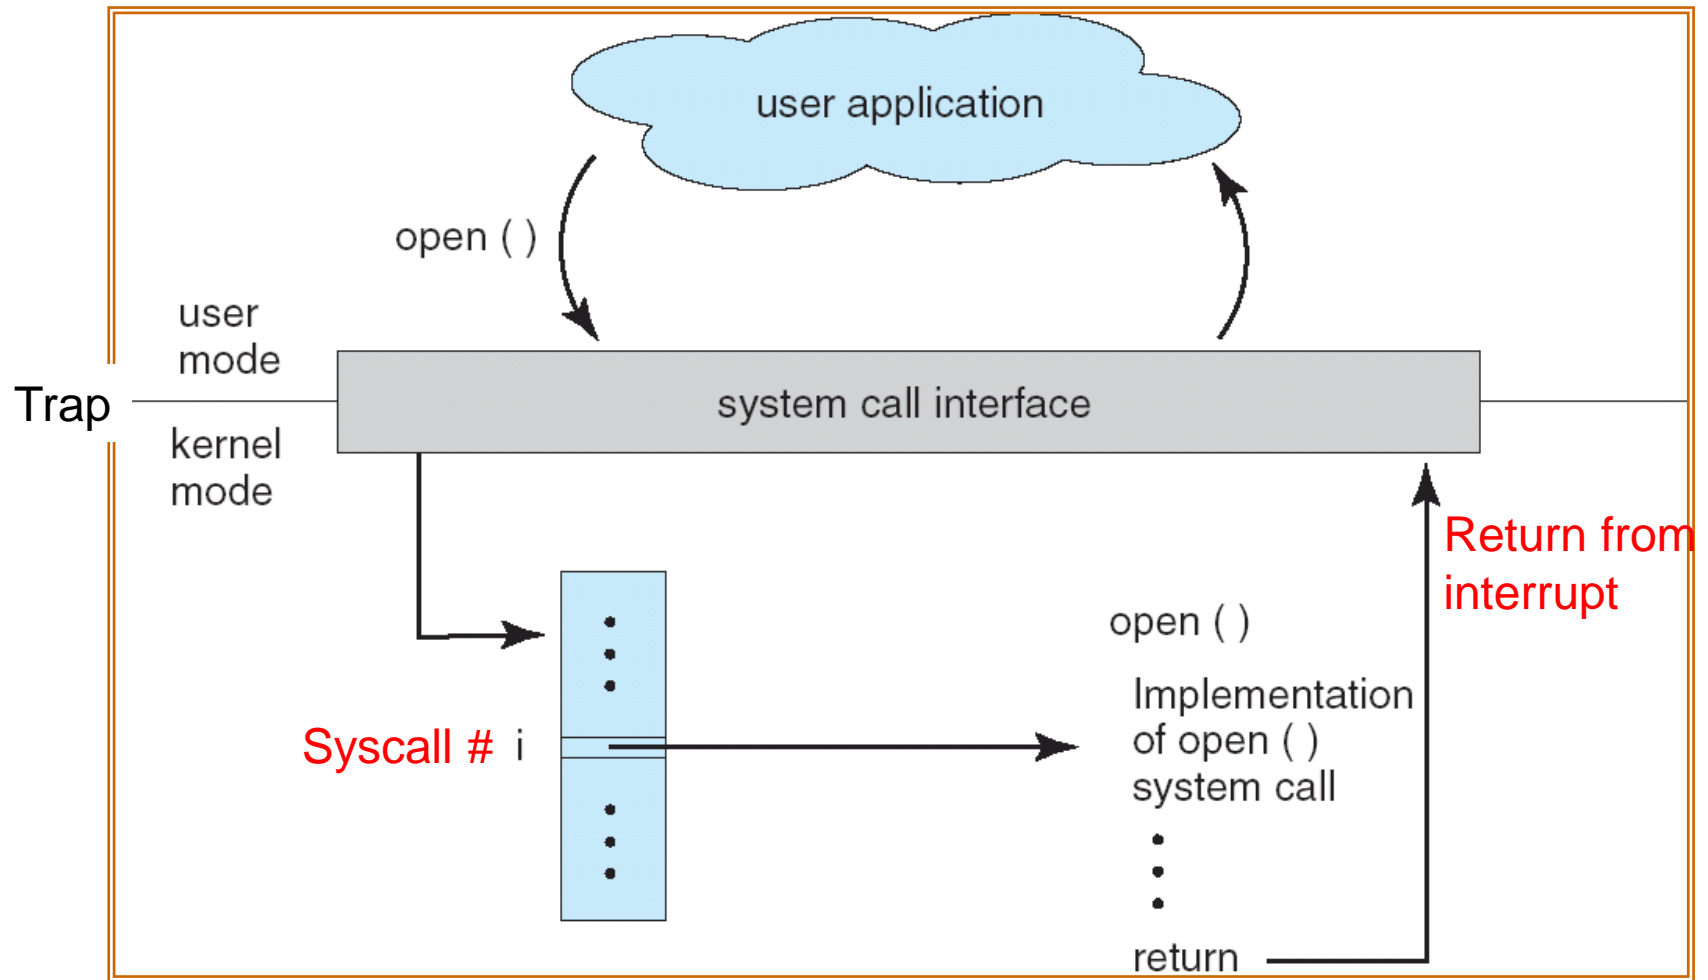 user application
open ( )
user
mode
Trap
system call interface
kernel
mode
Return from
interrupt
open ( )
Syscall # i
Implementation
of open ( )
system call
return